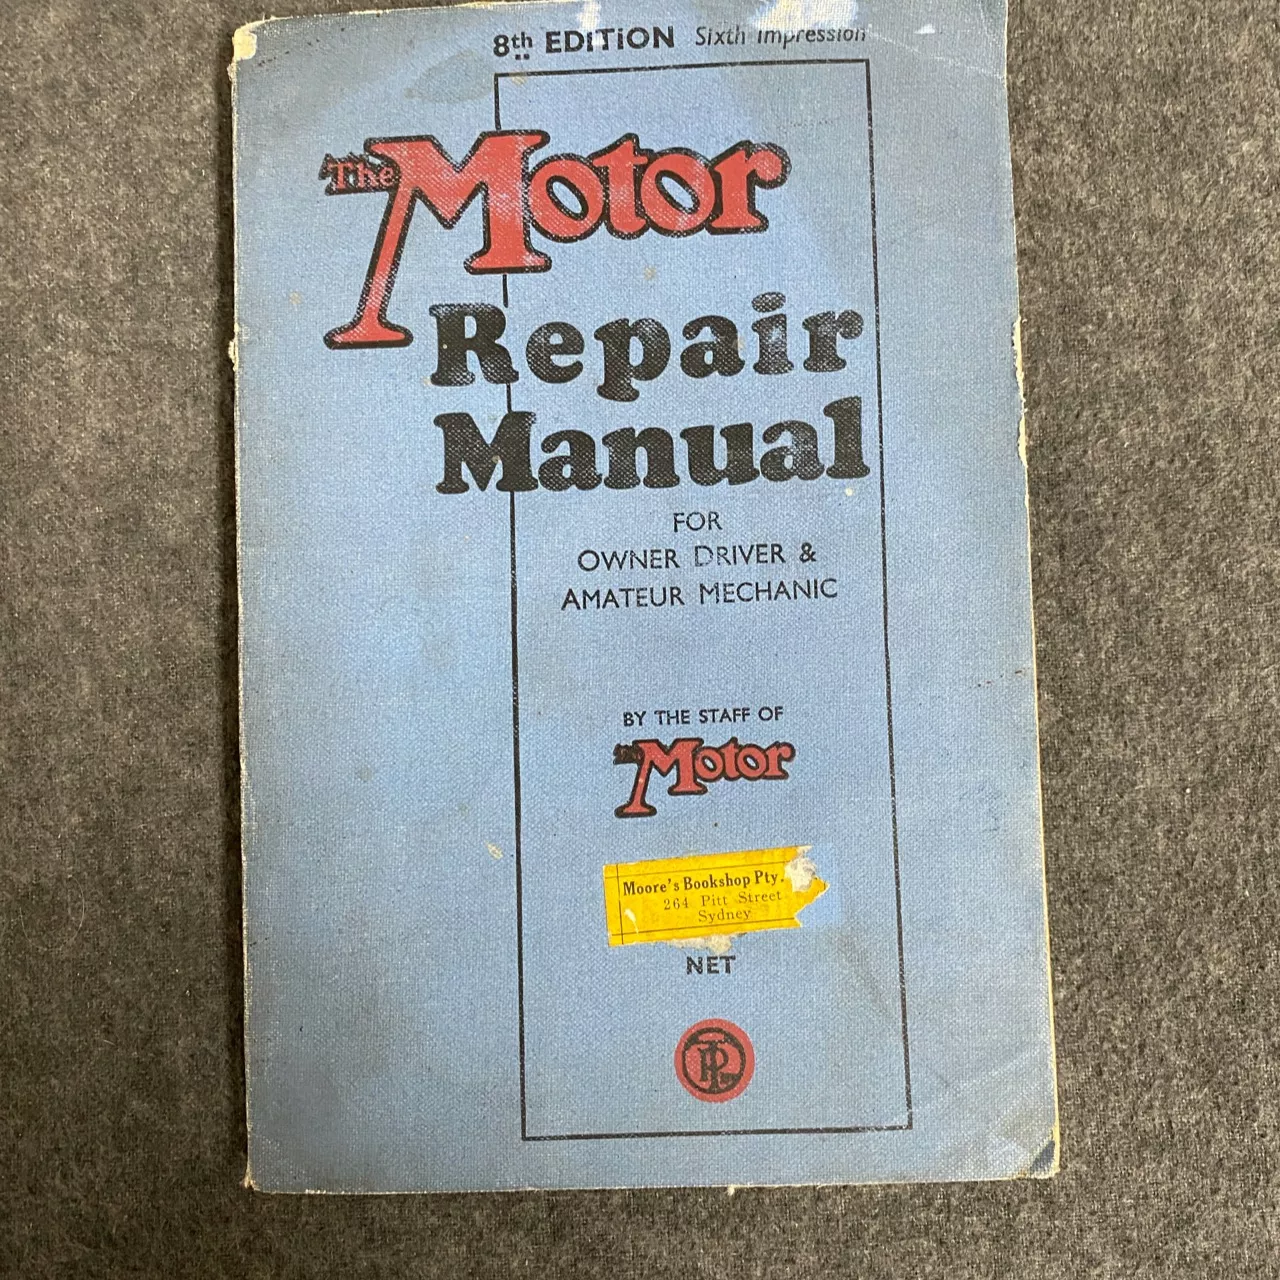 8th EDITION Sixth Impression
The Motor
Repair
Manual
FOR
OWNER DRIVER &
AMATEUR MECHANIC
BY THE STAFF OF
The Motor
Moore's Bookshop Pty.
264 Pitt Street
Sydney
NET
TPL